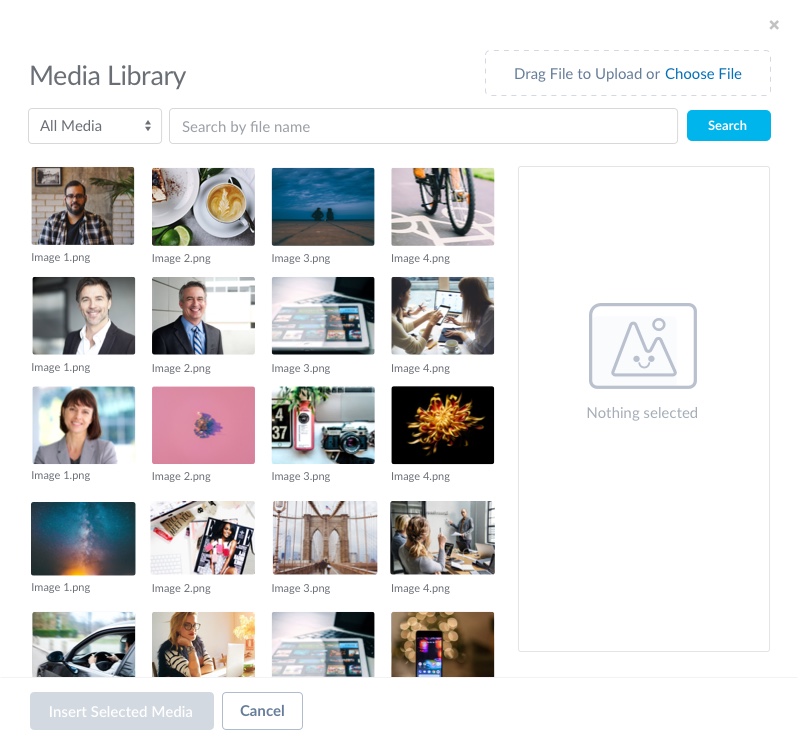 ×
Media Library
Drag File to Upload or Choose File
All Media
Search by file name
Search
Image 1.png
Image 2.png
Image 3.png
Image 4.png
Image 1.png
Image 2.png
Image 3.png
Image 4.png
4
37
Image 1.png
Image 2.png
Image 3.png
Image 4.png
Nothing selected
Image 1.png
Image 2.png
Image 3.png
Image 4.png
Insert Selected Media
Cancel